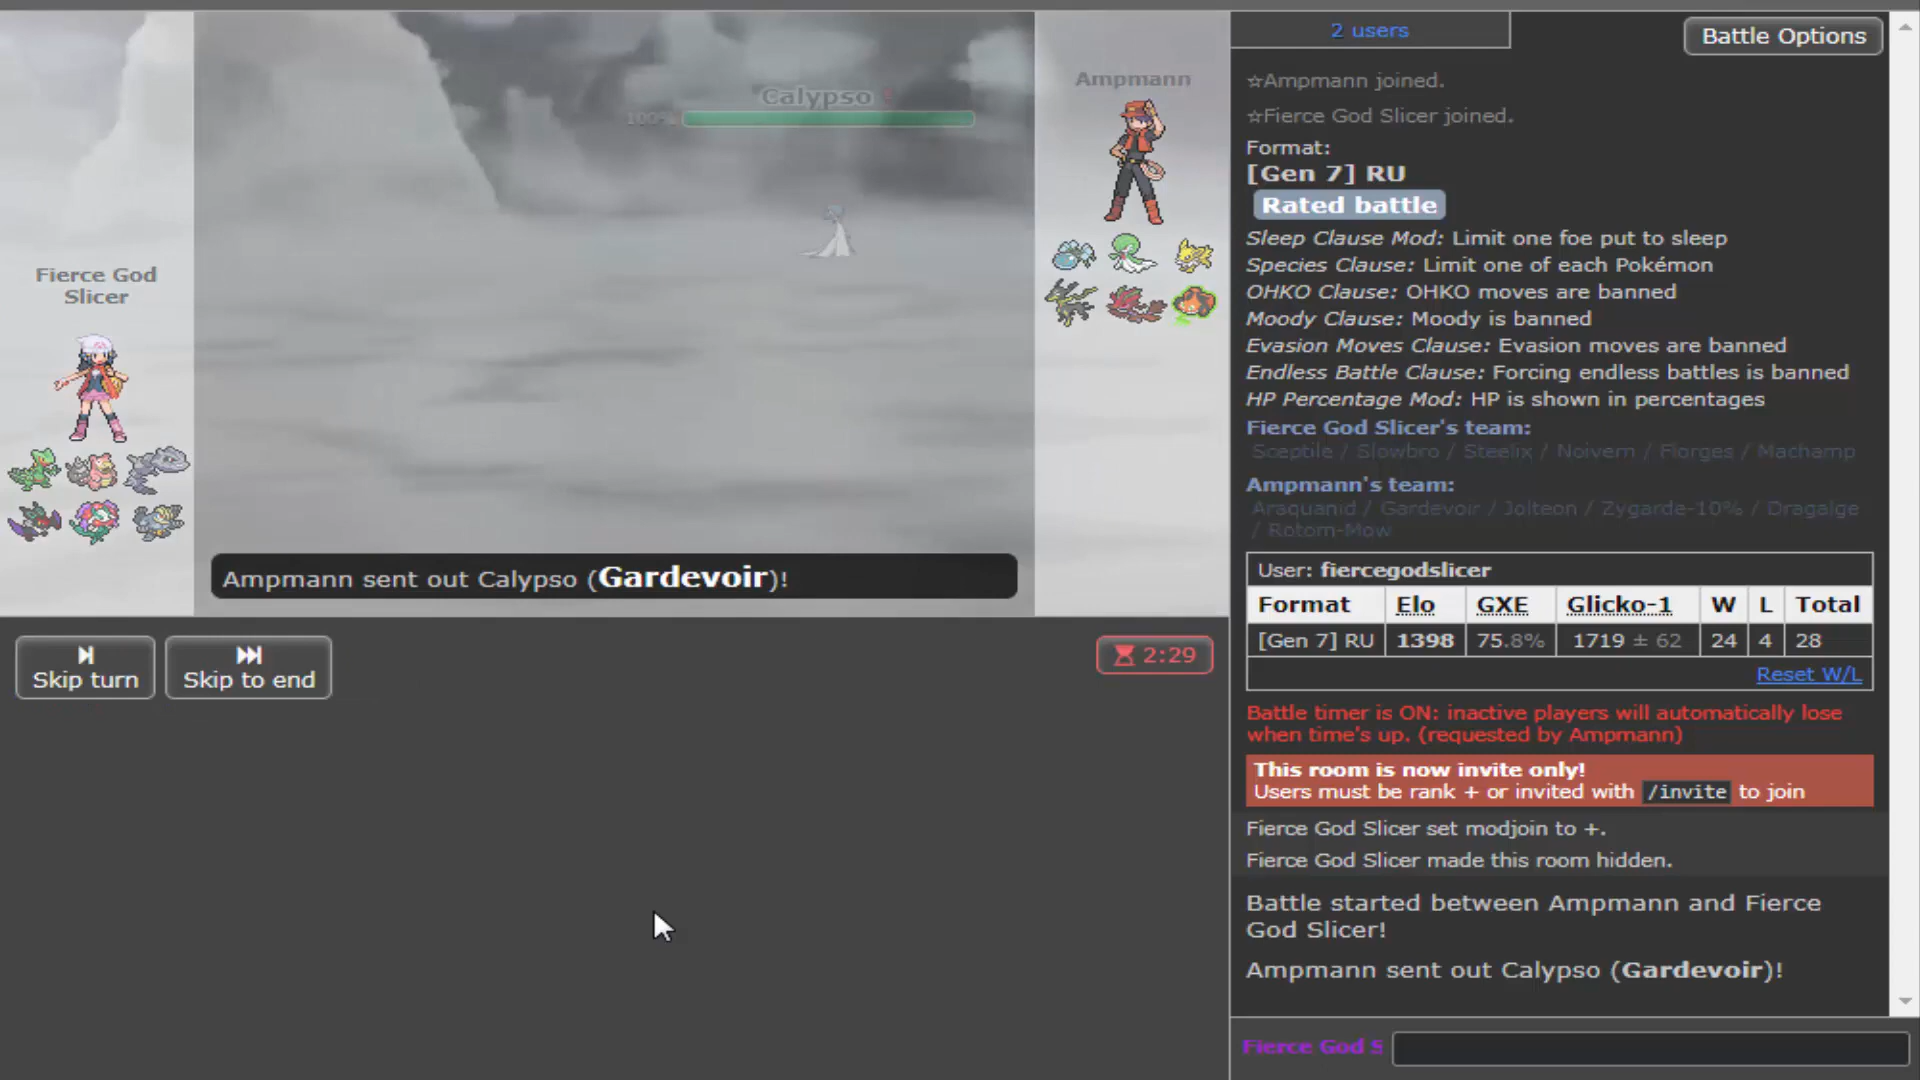 Calypso
100%
Ampmann
Fierce God
Slicer
Ampmann sent out Calypso (Gardevoir)!
Skip turn
Skip to end
2:29
2 users
Battle Options
☆Ampmann joined.
☆Fierce God Slicer joined.
Format:
[Gen 7] RU
Rated battle
Sleep Clause Mod: Limit one foe put to sleep
Species Clause: Limit one of each Pokémon
OHKO Clause: OHKO moves are banned
Moody Clause: Moody is banned
Evasion Moves Clause: Evasion moves are banned
Endless Battle Clause: Forcing endless battles is banned
HP Percentage Mod: HP is shown in percentages
Fierce God Slicer's team:
Sceptile / Slowbro / Steelix / Noivern / Florges / Machamp
Ampmann's team:
Araquanid / Gardevoir / Jolteon / Zygarde-10% / Dragalge
/ Rotom-Mow
User: fiercegodslicer
Format Elo GXE Glicko-1 W L Total
[Gen 7] RU 1398 75.8% 1719 ± 62 24 4 28
Reset W/L
Battle timer is ON: inactive players will automatically lose
when time's up. (requested by Ampmann)
This room is now invite only!
Users must be rank + or invited with /invite to join
Fierce God Slicer set modjoin to +.
Fierce God Slicer made this room hidden.
Battle started between Ampmann and Fierce
God Slicer!
Ampmann sent out Calypso (Gardevoir)!
Fierce God S